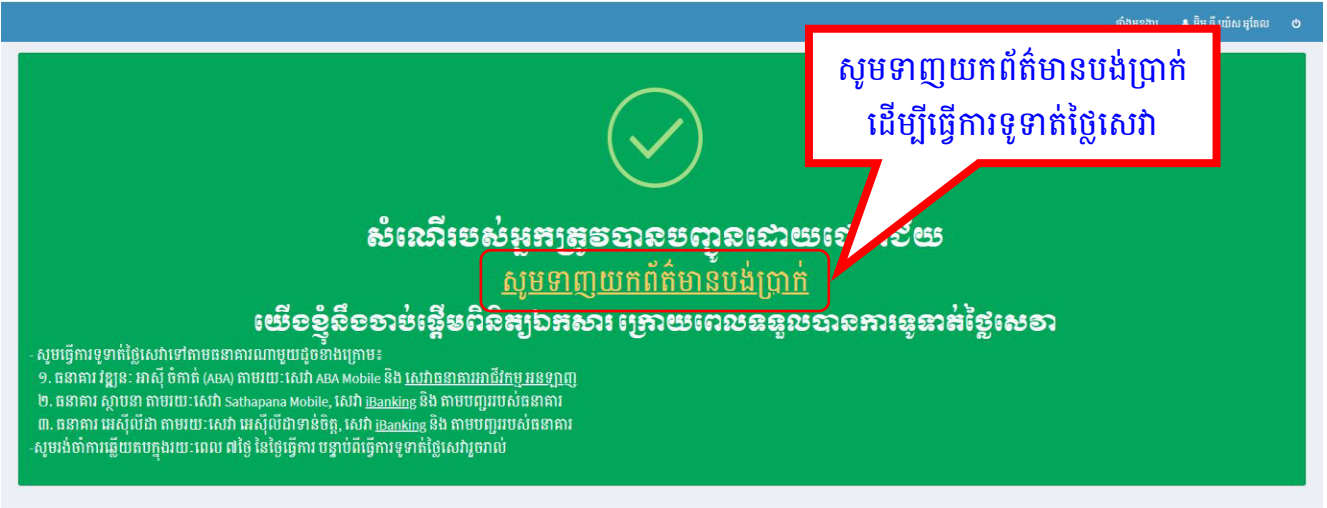 សូមទាញយកព័ត៌មានបង់ប្រាក់
ដើម្បីធ្វើការទូទាត់ថ្លៃសេវា
សំណើរបស់អ្នកត្រូវបានបញ្ជូនដោយ
សូមទាញយកព័ត៌មានបង់ប្រាក់
យើងខ្ញុំនឹងចាប់ផ្ដើមពិនិត្យឯកសារ ក្រោយពេលទទួលបានការទូទាត់ថ្លៃសេវា
- សូមធ្វើការទូទាត់ថ្លៃសេវាទៅតាមធនាគារណាមួយដូចខាងក្រោម៖
១. ធនាគារ វឌ្ឍនៈ អាស៊ី ចំកាត់ (ABA) តាមរយៈសេវា ABA Mobile និង សេវាធនាគារអាជីវកម្ម អនឡាញ
២. ធនាគារ ស្ថាបនា តាមរយៈសេវា Sathapana Mobile, សេវា iBanking និង តាមបញ្ជររបស់ធនាគារ
៣. ធនាគារ អេស៊ីលីដា តាមរយៈសេវា អេស៊ីលីដាទាន់ចិត្ត, សេវា iBanking និង តាមបញ្ជររបស់ធនាគារ
-សូមរង់ចាំការឆ្លើយតបក្នុងរយៈពេល ៧ថ្ងៃ នៃថ្ងៃធ្វើការ បន្ទាប់ពីធ្វើការទូទាត់ថ្លៃសេវារួចរាល់